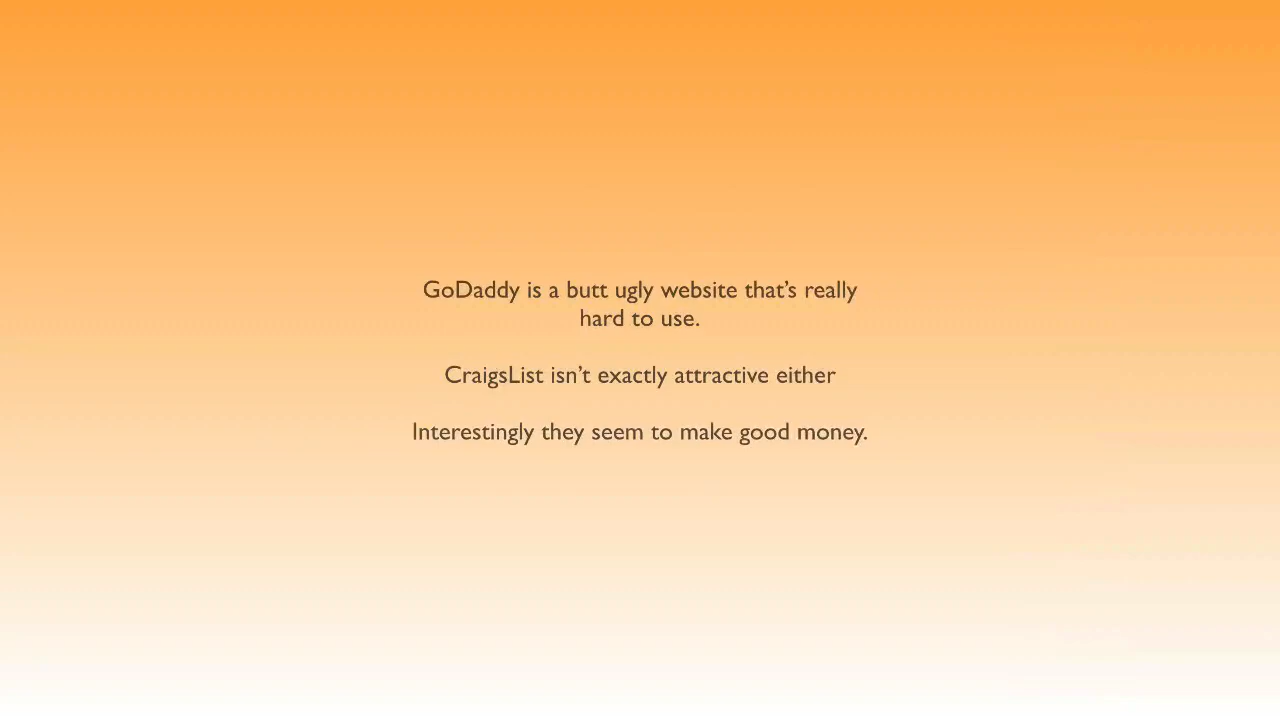 GoDaddy is a butt ugly website that’s really
hard to use.
CraigsList isn’t exactly attractive either
Interestingly they seem to make good money.